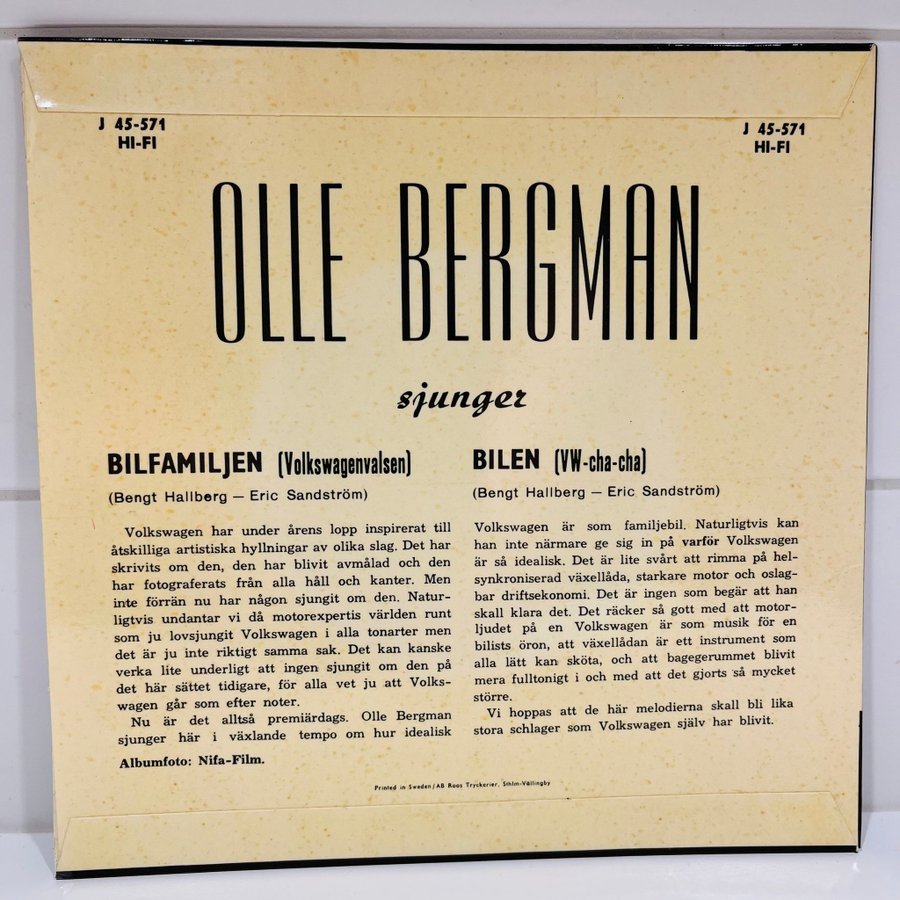 J 45-571
HI-FI
J 45-571
HI-FI
OLLE BERGMAN
sjunger
BILFAMILJEN (Volkswagenvalsen)
(Bengt Hallberg — Eric Sandström)
Volkswagen har under årens lopp inspirerat till
åtskilliga artistiska hyllningar av olika slag. Det har
skrivits om den, den har blivit avmålad och den
har fotograferats från alla håll och kanter. Men
inte förrän nu har någon sjungit om den. Natur-
ligtvis undantar vi då motorexpertis världen runt
som ju lovsjungit Volkswagen i alla tonarter men
det är ju inte riktigt samma sak. Det kan kanske
verka lite underligt att ingen sjungit om den på
det här sättet tidigare, för alla vet ju att Volks-
wagen går som efter noter.
Nu är det alltså premiärdags. Olle Bergman
sjunger här i växlande tempo om hur idealisk
Albumfoto: Nifa-Film.
BILEN (VW-cha-cha)
(Bengt Hallberg — Eric Sandström)
Volkswagen är som familjebil. Naturligtvis kan
han inte närmare ge sig in på varför Volkswagen
är så idealisk. Det är lite svårt att rimma på hel-
synkroniserad växellåda, starkare motor och oslag-
bar driftsekonomi. Det är ingen som begär att han
skall klara det. Det räcker så gott med att motor-
ljudet på en Volkswagen är som musik för en
bilists öron, att växellådan är ett instrument som
alla lätt kan sköta, och att bagegerummet blivit
mera fulltonigt i och med att det gjorts så mycket
större.
Vi hoppas att de här melodierna skall bli lika
stora schlager som Volkswagen själv har blivit.
Printed in Sweden/AB Roos Tryckerier, Sthlm-Vällingby